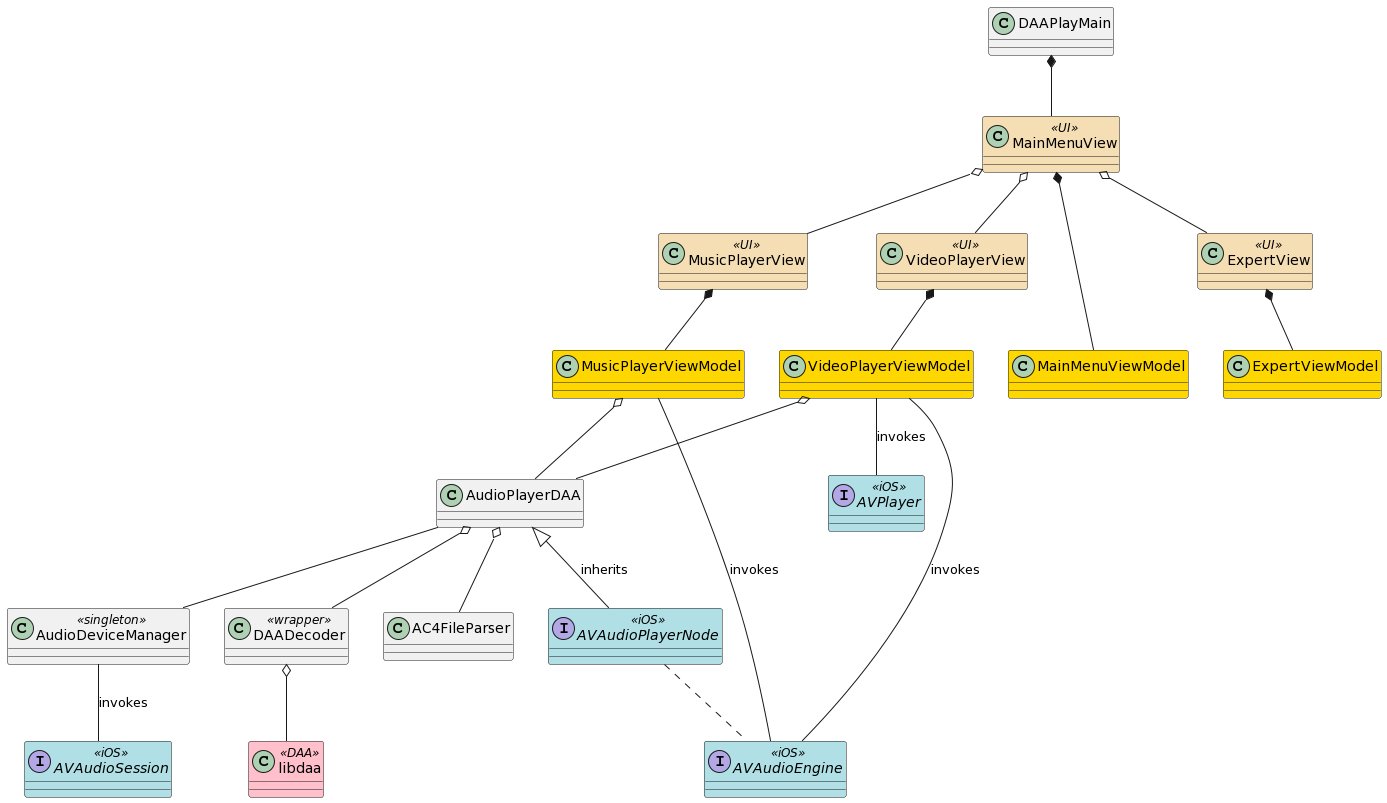 C DAAPlayMain
«UI»
C MainMenuView
«UI»
C MusicPlayerView
«UI»
C VideoPlayerView
«UI»
C ExpertView
C MusicPlayerViewModel
C VideoPlayerViewModel
C MainMenuViewModel
C ExpertViewModel
invokes
C AudioPlayerDAA
«iOS»
I AVPlayer
inherits
invokes
invokes
«singleton»
C AudioDeviceManager
«wrapper»
C DAADecoder
C AC4FileParser
«iOS»
I AVAudioPlayerNode
invokes
«iOS»
I AVAudioSession
«DAA»
C libdaa
«iOS»
I AVAudioEngine